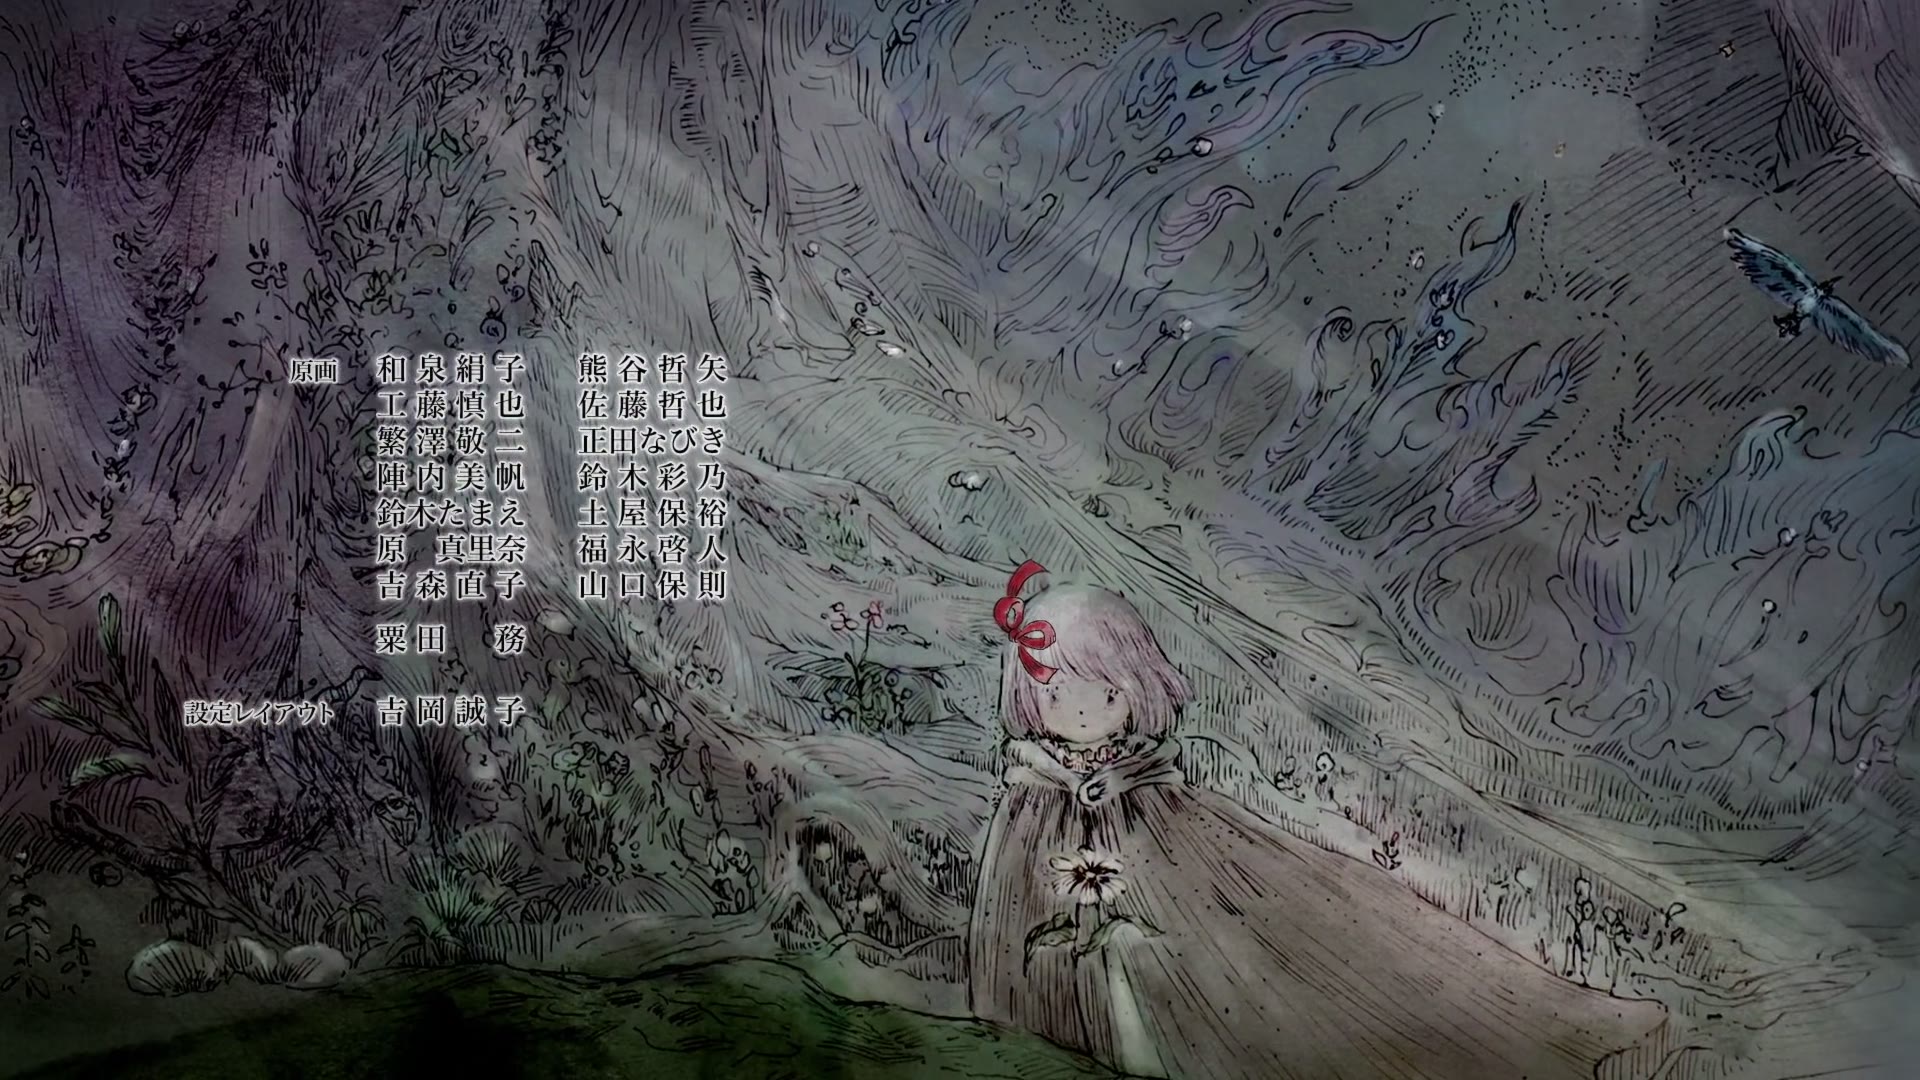 原画 和泉絹子 熊谷哲矢
工藤慎也 佐藤哲也
繁澤敬二 正田なびき
陣内美帆 鈴木彩乃
鈴木たまえ 土屋保裕
原 真里奈 福永啓人
吉森直子 山口保則
粟田 務
設定レイアウト 吉岡誠子